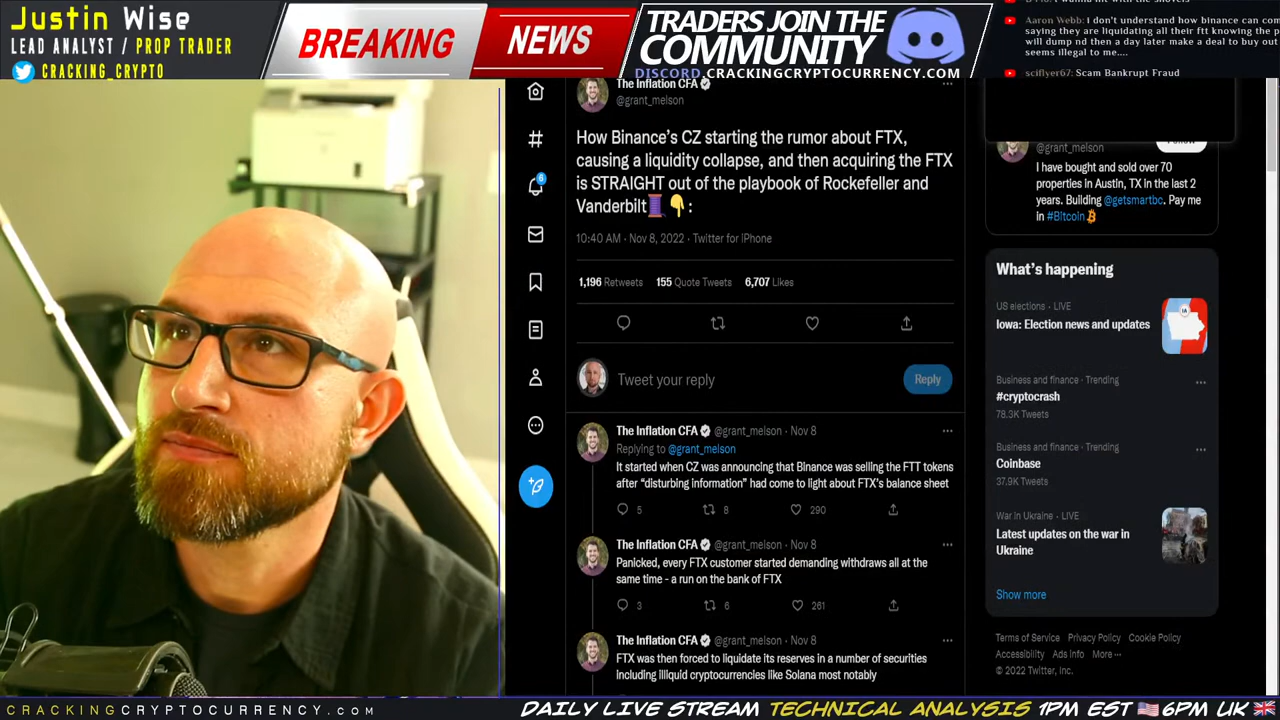 Justin Wise
LEAD ANALYST / PROP TRADER
CRACKING_CRYPTO
BREAKING
NEWS
TRADERS JOIN THE
COMMUNITY
DISCORD.CRACKINGCRYPTOCURRENCY.COM
Aaron Webb: I don't understand how binance can con
saying they are liquidating all their ftt knowing the
will dump nd then a day later make a deal to buy out
seems illegal to me....
sciflyer67: Scam Bankrupt Fraud
The Inflation CFA
@grant_melson
How Binance's CZ starting the rumor about FTX,
causing a liquidity collapse, and then acquiring the FTX
is STRAIGHT out of the playbook of Rockefeller and
Vanderbilt🧵👇:
10:40 AM · Nov 8, 2022 · Twitter for iPhone
1,196 Retweets 155 Quote Tweets 6,707 Likes
Tweet your reply
Reply
The Inflation CFA @grant_melson · Nov 8
Replying to @grant_melson
It started when CZ was announcing that Binance was selling the FTT tokens
after “disturbing information” had come to light about FTX's balance sheet
5 8 290
The Inflation CFA @grant_melson · Nov 8
Panicked, every FTX customer started demanding withdraws all at the
same time - a run on the bank of FTX
3 6 261
The Inflation CFA @grant_melson · Nov 8
FTX was then forced to liquidate its reserves in a number of securities
including illiquid cryptocurrencies like Solana most notably
6
@grant_melson
I have bought and sold over 70
properties in Austin, TX in the last 2
years. Building @getsmartbc. Pay me
in #Bitcoin
What's happening
US elections · LIVE
Iowa: Election news and updates
IA
Business and finance · Trending
#cryptocrash
78.3K Tweets
Business and finance · Trending
Coinbase
37.9K Tweets
War in Ukraine · LIVE
Latest updates on the war in
Ukraine
Show more
Terms of Service Privacy Policy Cookie Policy
Accessibility Ads info More ···
© 2022 Twitter, Inc.
CRACKINGCRYPTOCURRENCY.COM
DAILY LIVE STREAM TECHNICAL ANALYSIS 1PM EST 🇺🇸 6PM UK 🇬🇧